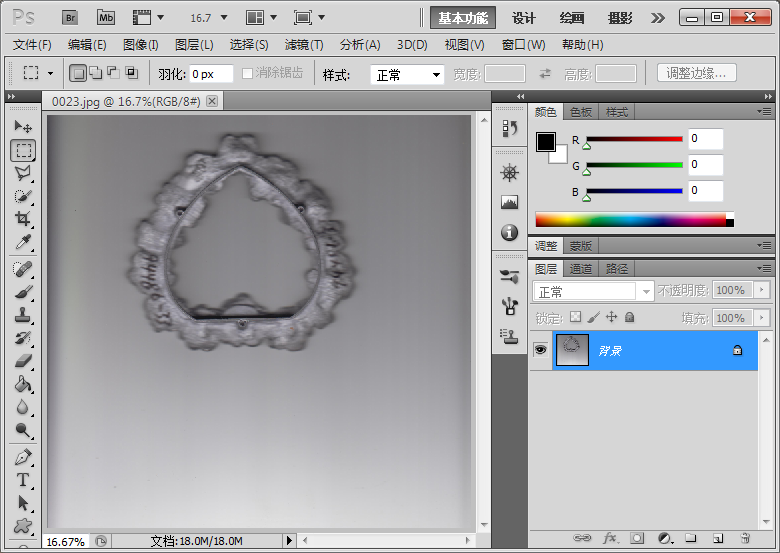 Ps Br Mb 16.7 基本功能 设计 绘画 摄影
文件(F) 编辑(E) 图像(I) 图层(L) 选择(S) 滤镜(T) 分析(A) 3D(D) 视图(V) 窗口(W) 帮助(H)
羽化: 0 px 消除锯齿 样式: 正常 宽度: 高度: 调整边缘...
0023.jpg @ 16.7%(RGB/8#)
颜色 色板 样式
R 0
G 0
B 0
调整 蒙版
图层 通道 路径
正常 不透明度: 100%
锁定: 填充: 100%
背景
16.67% 文档:18.0M/18.0M